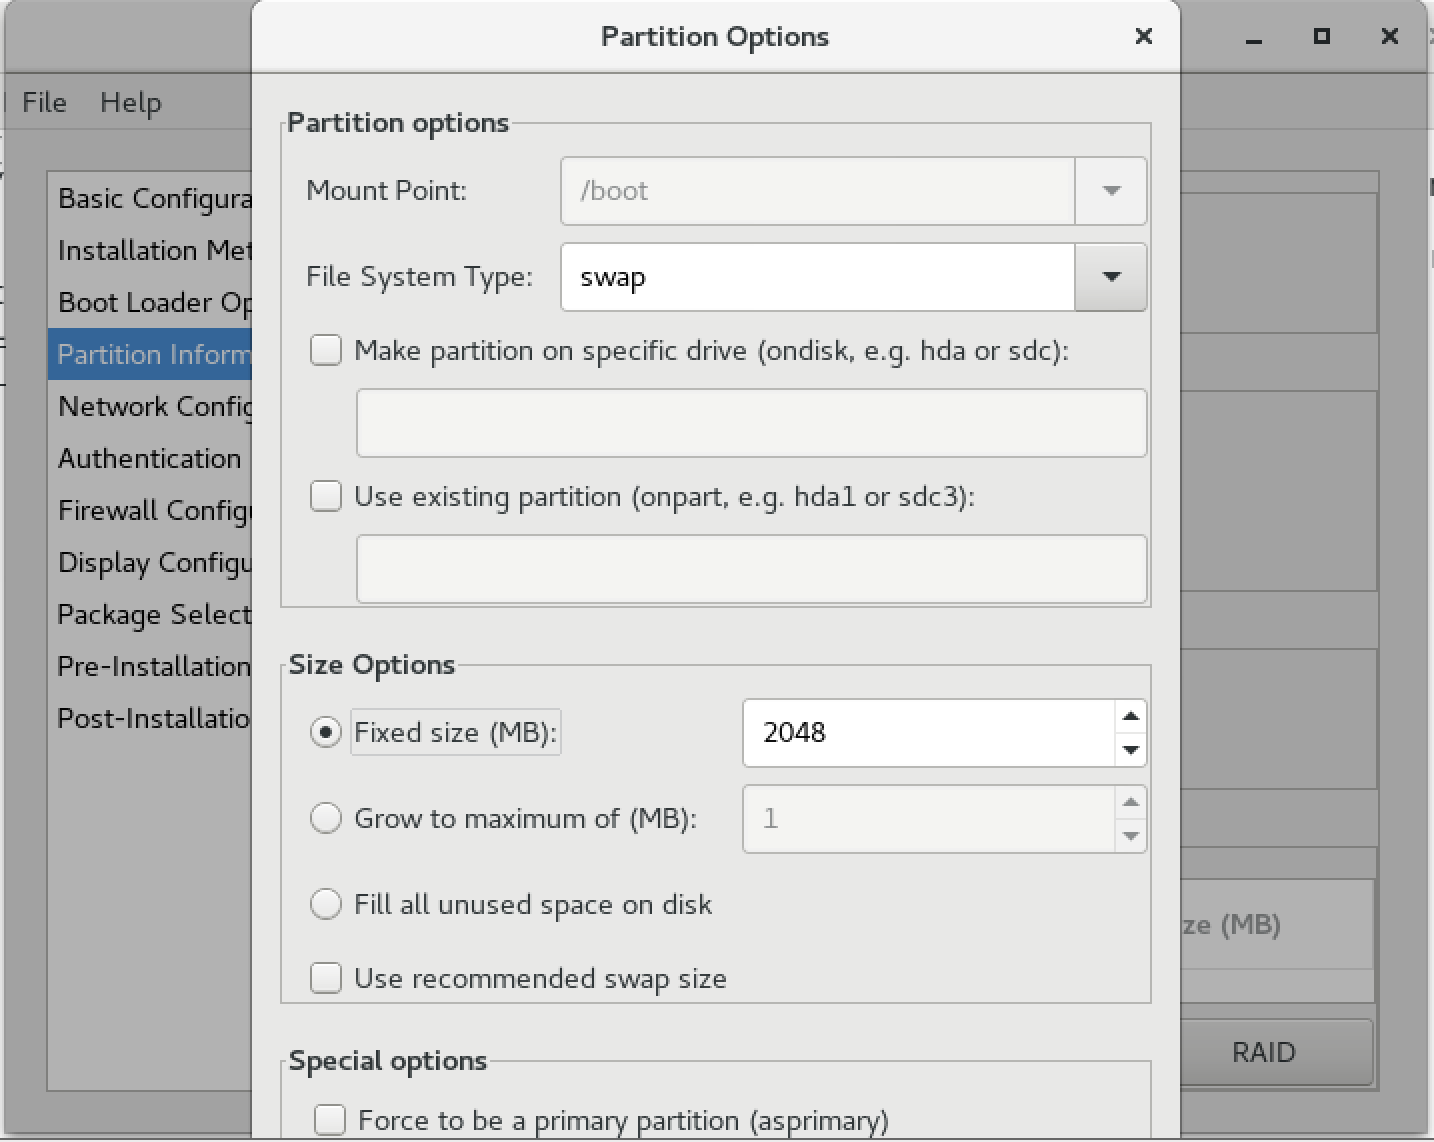 Partition Options
File Help
Partition options
Mount Point: /boot
File System Type: swap
Make partition on specific drive (ondisk, e.g. hda or sdc):
Use existing partition (onpart, e.g. hda1 or sdc3):
Size Options
Fixed size (MB): 2048
Grow to maximum of (MB): 1
Fill all unused space on disk
Use recommended swap size
Special options
Force to be a primary partition (asprimary)
Basic Configura
Installation Met
Boot Loader Op
Partition Inform
Network Config
Authentication
Firewall Configu
Display Configu
Package Select
Pre-Installation
Post-Installatio
ze (MB)
RAID